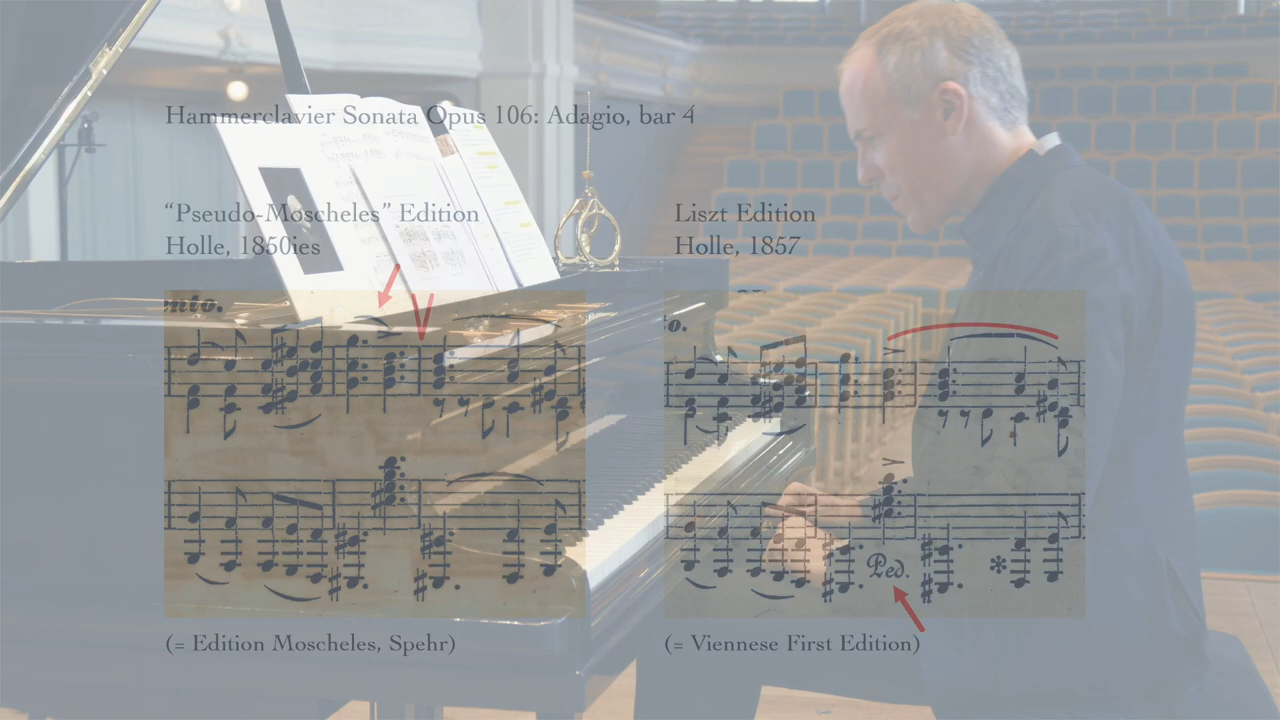 Hammerclavier Sonata Opus 106: Adagio, bar 4
“Pseudo-Moscheles” Edition
Holle, 1850ies
Liszt Edition
Holle, 1857
ento.
o.
Ped.
(= Edition Moscheles, Spehr)
(= Viennese First Edition)